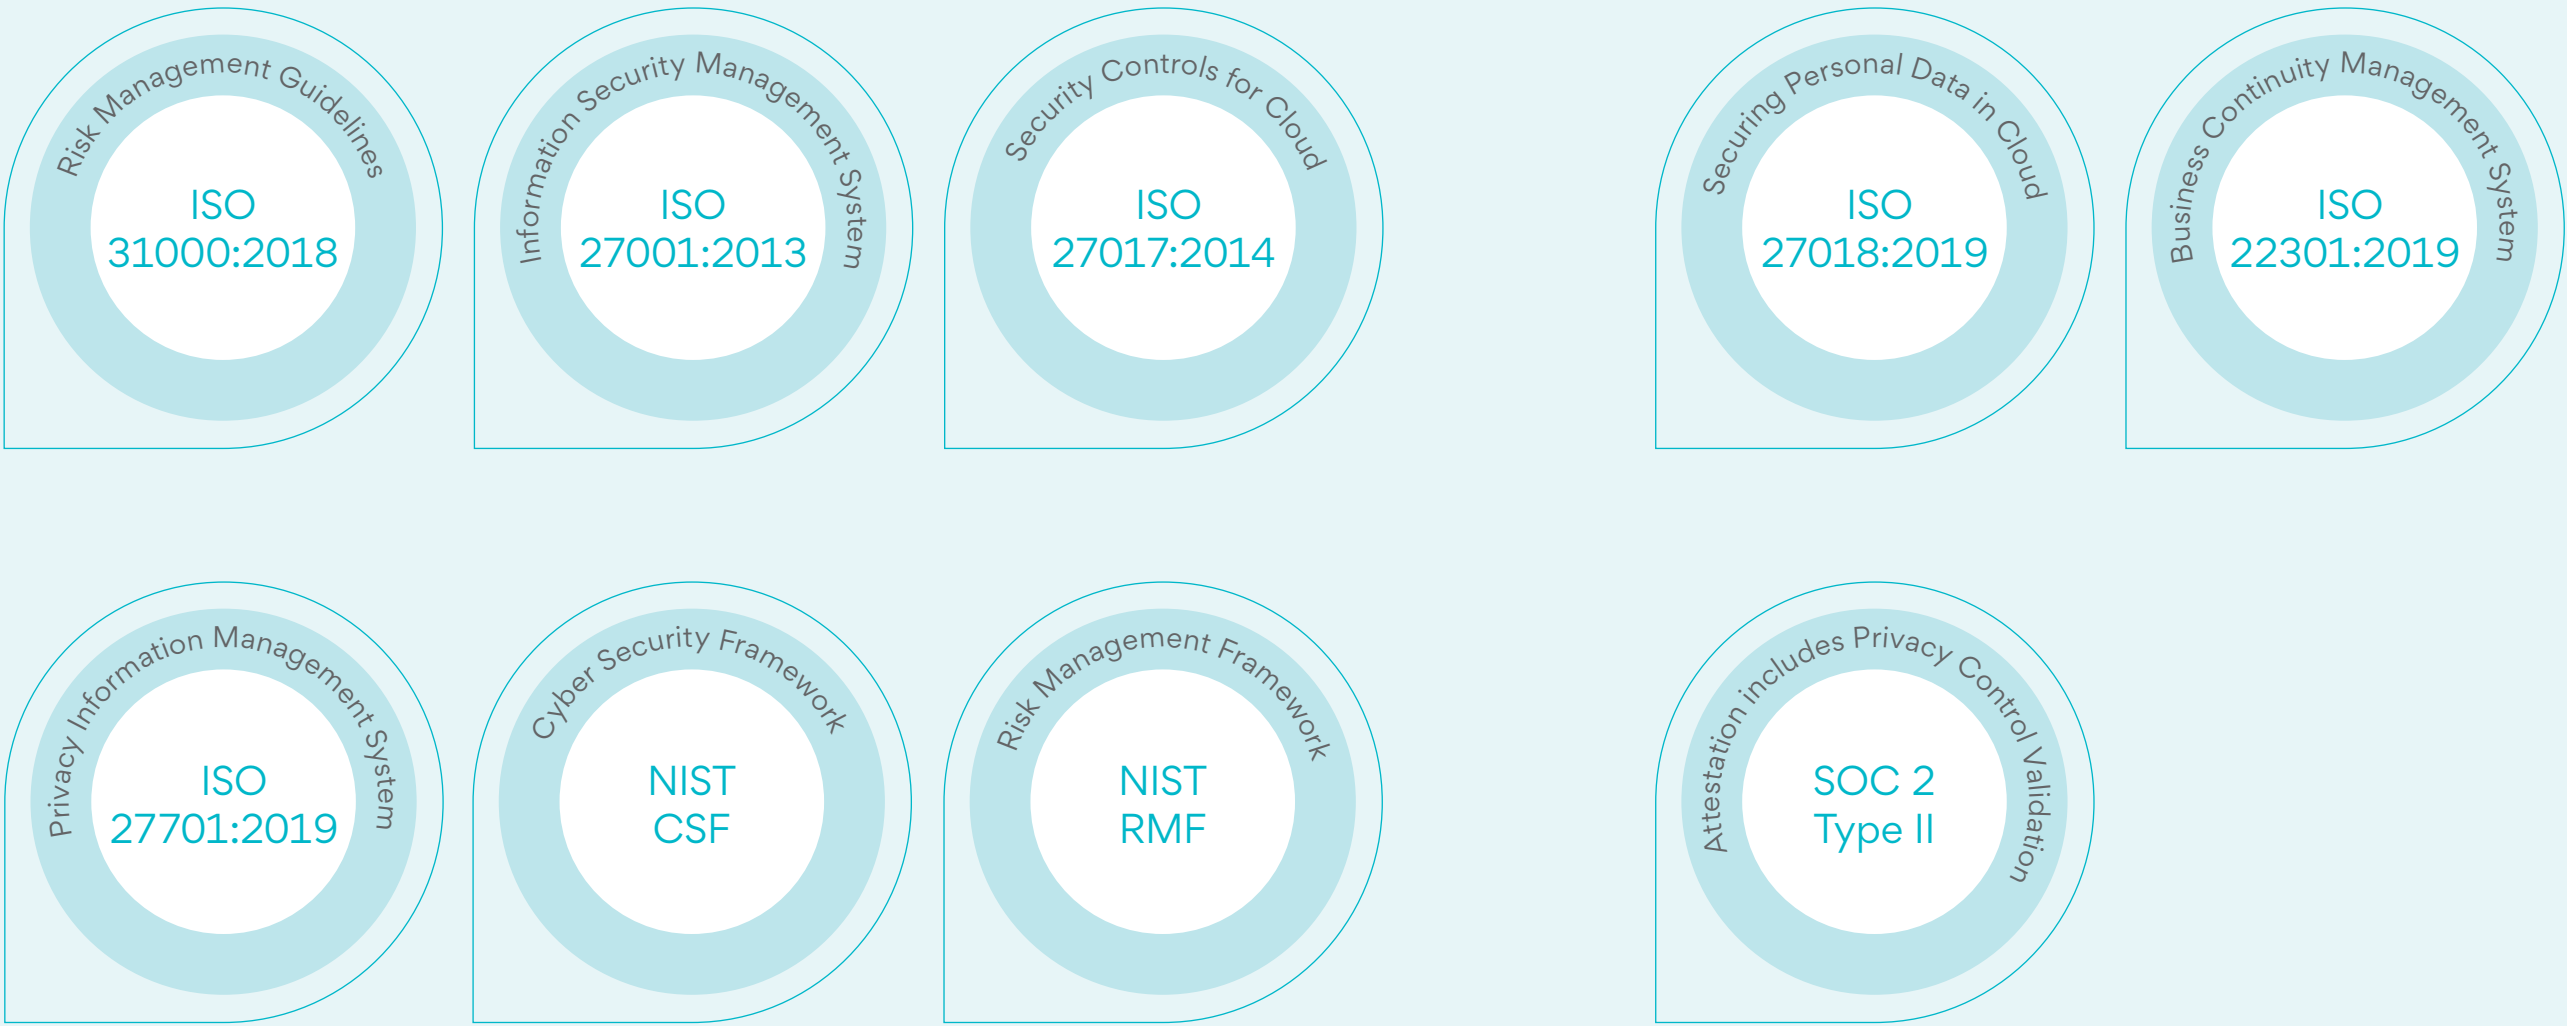 Risk Management Guidelines
ISO
31000:2018
Information Security Management System
ISO
27001:2013
Security Controls for Cloud
ISO
27017:2014
Securing Personal Data in Cloud
ISO
27018:2019
Business Continuity Management System
ISO
22301:2019
Privacy Information Management System
ISO
27701:2019
Cyber Security Framework
NIST
CSF
Risk Management Framework
NIST
RMF
Attestation includes Privacy Control Validation
SOC 2
Type II